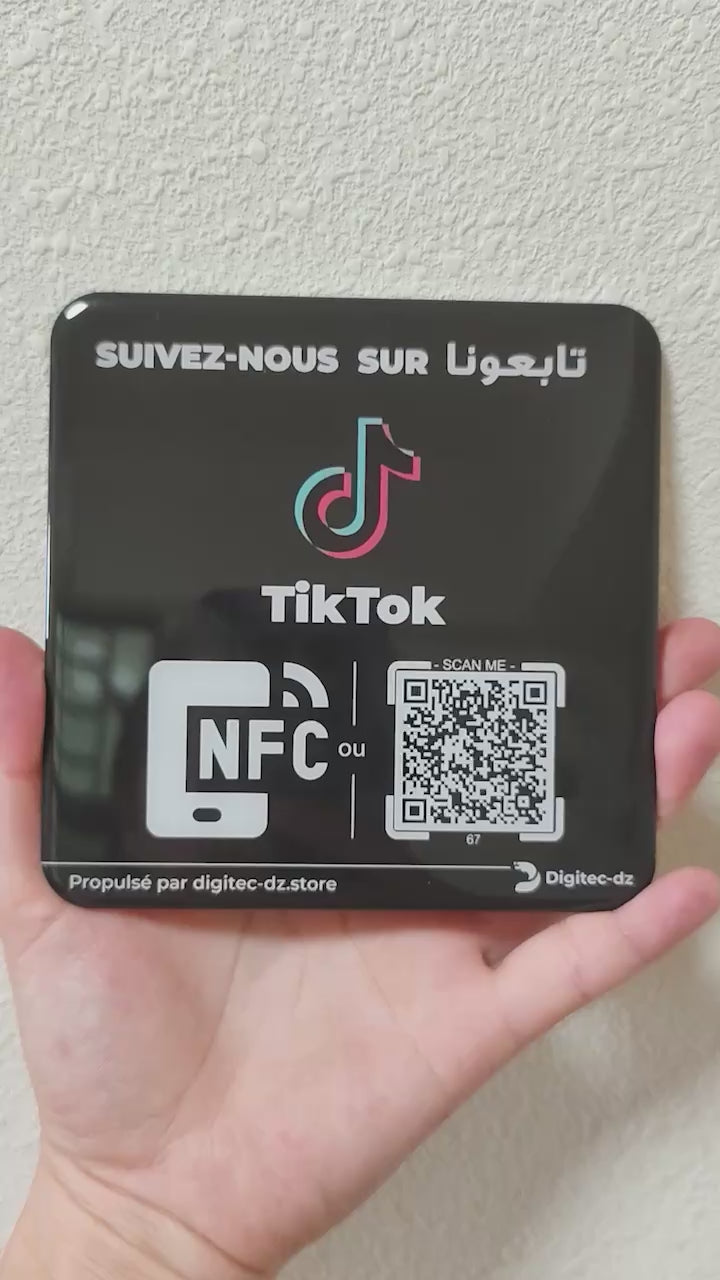 SUIVEZ-NOUS SUR تابعونا
TikTok
NFC
ou
- SCAN ME -
67
Propulsé par digitec-dz.store
Digitec-dz